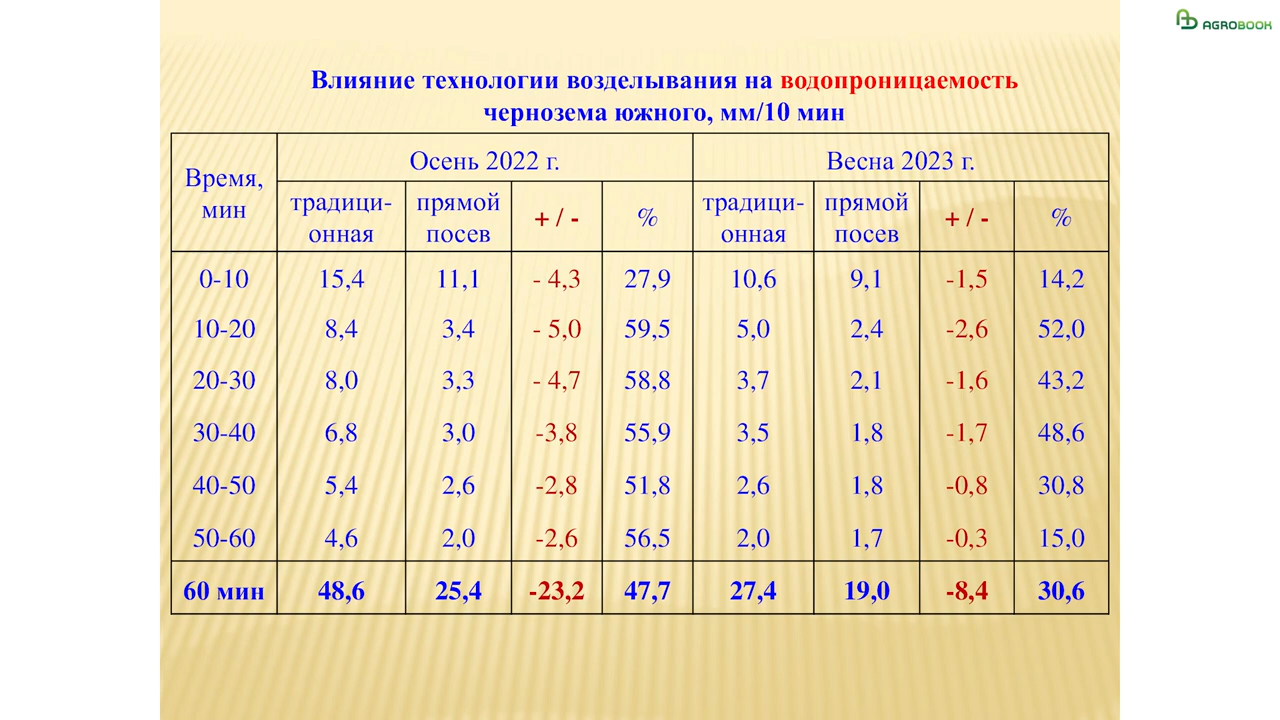 AGROBOOK
Влияние технологии возделывания на водопроницаемость
чернозема южного, мм/10 мин
Время, мин Осень 2022 г. Весна 2023 г.
традици-онная прямой посев + / - % традици-онная прямой посев + / - %
0-10 15,4 11,1 - 4,3 27,9 10,6 9,1 -1,5 14,2
10-20 8,4 3,4 - 5,0 59,5 5,0 2,4 -2,6 52,0
20-30 8,0 3,3 - 4,7 58,8 3,7 2,1 -1,6 43,2
30-40 6,8 3,0 -3,8 55,9 3,5 1,8 -1,7 48,6
40-50 5,4 2,6 -2,8 51,8 2,6 1,8 -0,8 30,8
50-60 4,6 2,0 -2,6 56,5 2,0 1,7 -0,3 15,0
60 мин 48,6 25,4 -23,2 47,7 27,4 19,0 -8,4 30,6